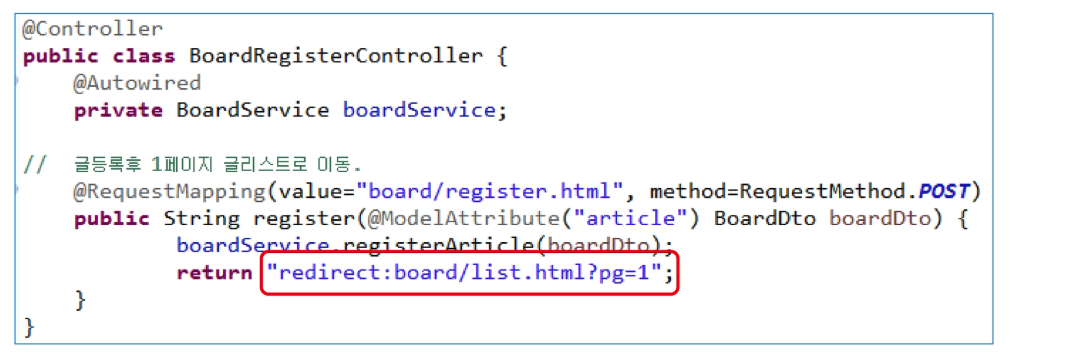 @Controller
public class BoardRegisterController {
    @Autowired
    private BoardService boardService;
//  글등록후 1페이지 글리스트로 이동.
    @RequestMapping(value="board/register.html", method=RequestMethod.POST)
    public String register(@ModelAttribute("article") BoardDto boardDto) {
            boardService.registerArticle(boardDto);
            return "redirect:board/list.html?pg=1";
    }
}